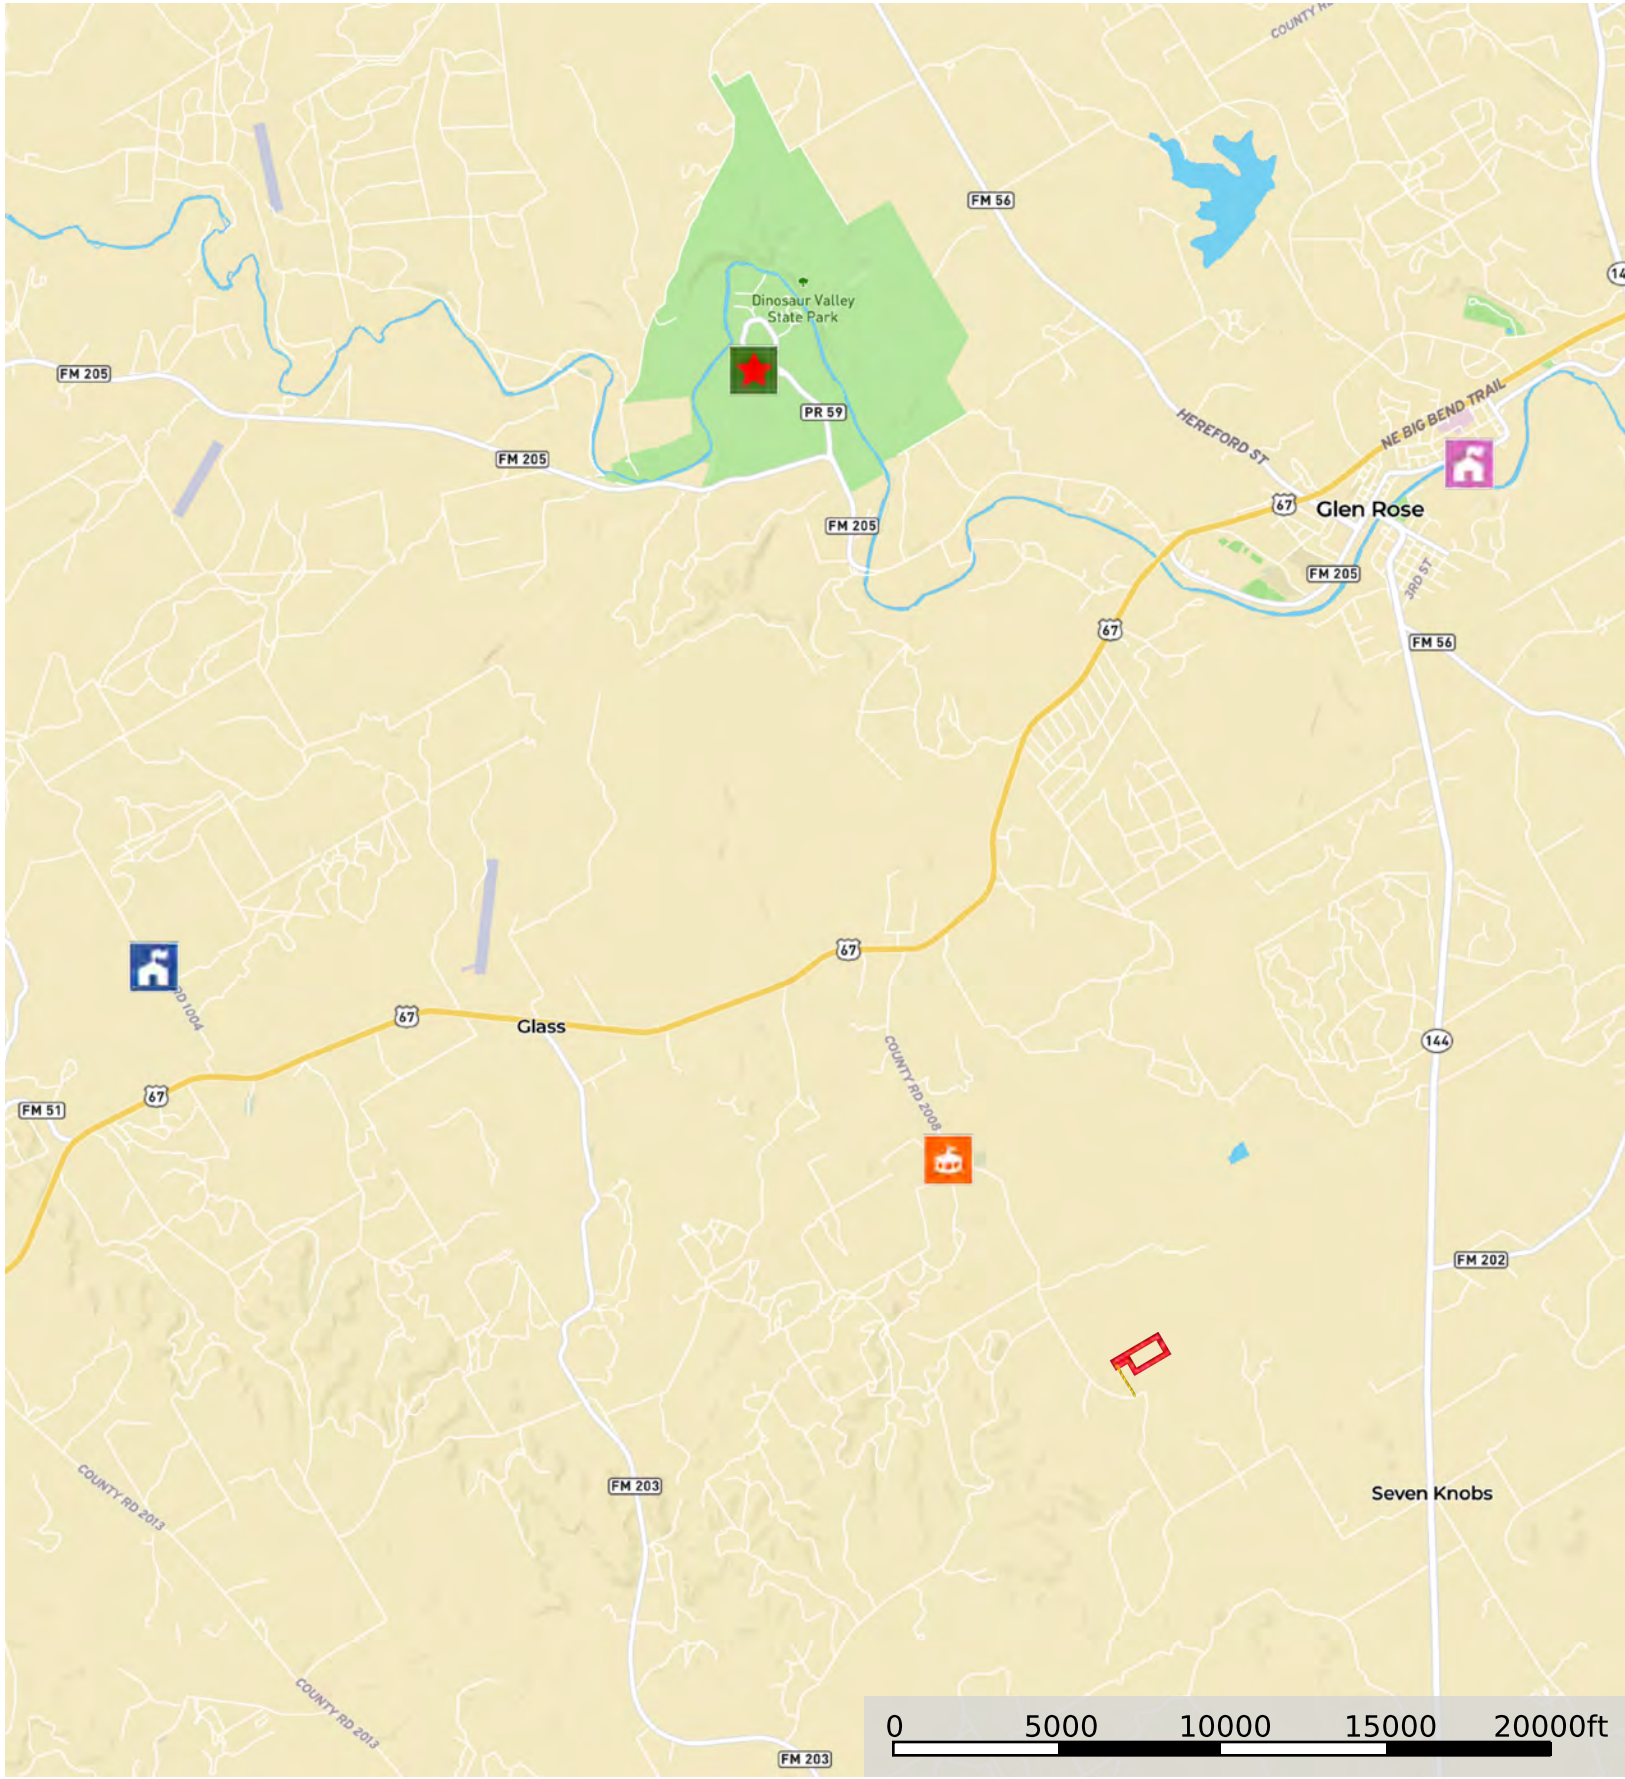 COUNTY R
FM 56
14
Dinosaur Valley
State Park
FM 205
PR 59
NE BIG BEND TRAIL
HEREFORD ST
FM 205
67
Glen Rose
FM 205
FM 205
3RD ST
67
FM 56
67
RD 1004
67
Glass
COUNTY RD 2008
144
67
FM 51
FM 202
COUNTY RD 2013
FM 203
Seven Knobs
COUNTY RD 2013
0 5000 10000 15000 20000ft
FM 203